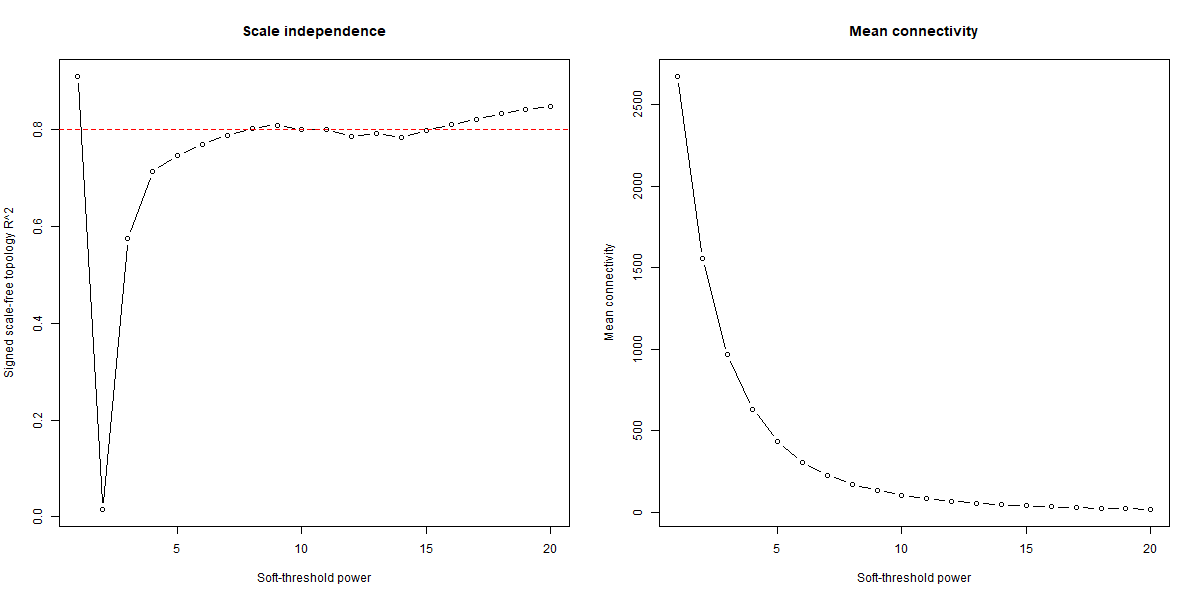 Scale independence
Signed scale-free topology R^2
0.8
0.6
0.4
0.2
0.0
5 10 15 20
Soft-threshold power
Mean connectivity
Mean connectivity
2500
2000
1500
1000
500
0
5 10 15 20
Soft-threshold power